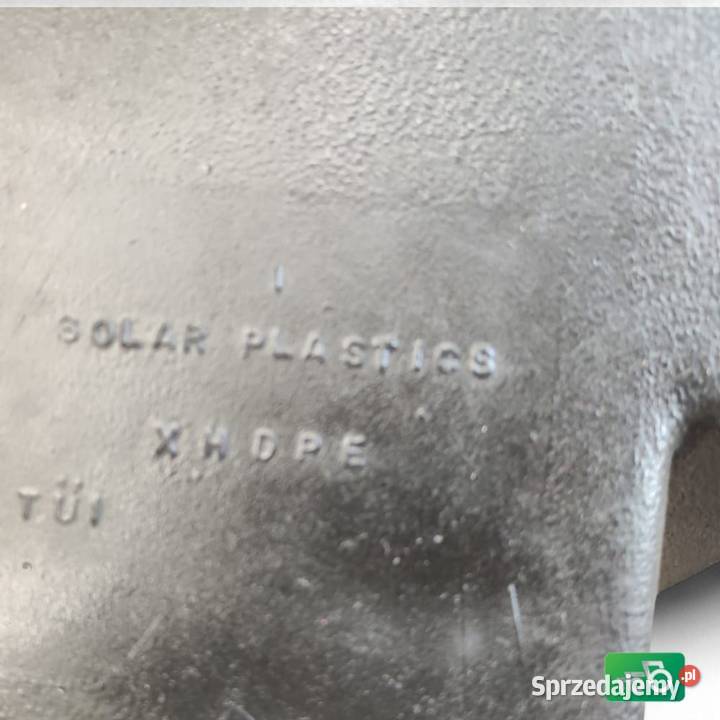 I
SOLAR PLASTICS
XHDPE
TÜI
Sprzedajemy.pl